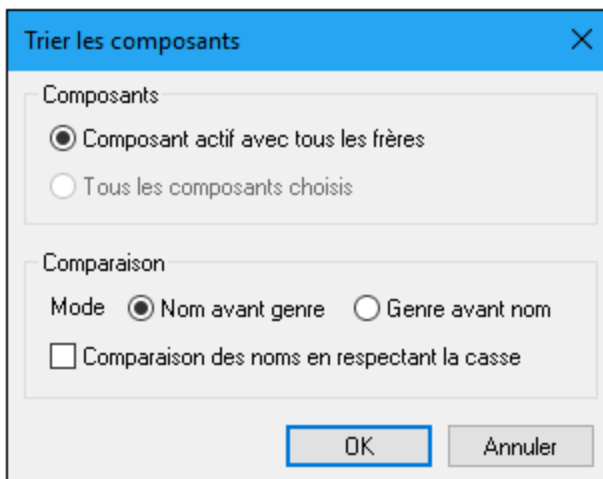 Trier les composants
Composants
Composant actif avec tous les frères
Tous les composants choisis
Comparaison
Mode Nom avant genre Genre avant nom
Comparaison des noms en respectant la casse
OK Annuler